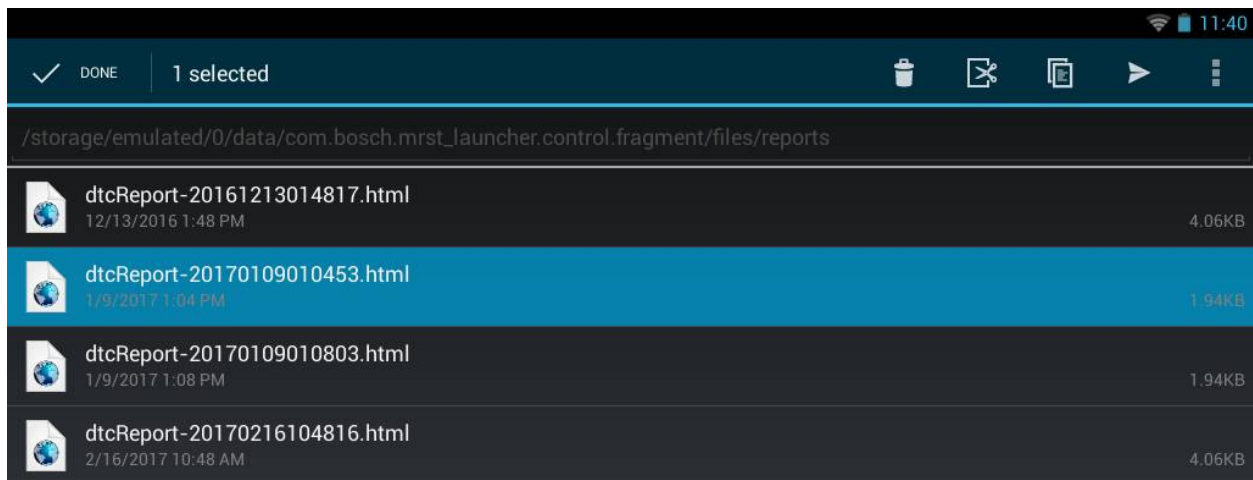 11:40
DONE 1 selected
/storage/emulated/0/data/com.bosch.mrst_launcher.control.fragment/files/reports
dtcReport-20161213014817.html
12/13/2016 1:48 PM 4.06KB
dtcReport-20170109010453.html
1/9/2017 1:04 PM 1.94KB
dtcReport-20170109010803.html
1/9/2017 1:08 PM 1.94KB
dtcReport-20170216104816.html
2/16/2017 10:48 AM 4.06KB